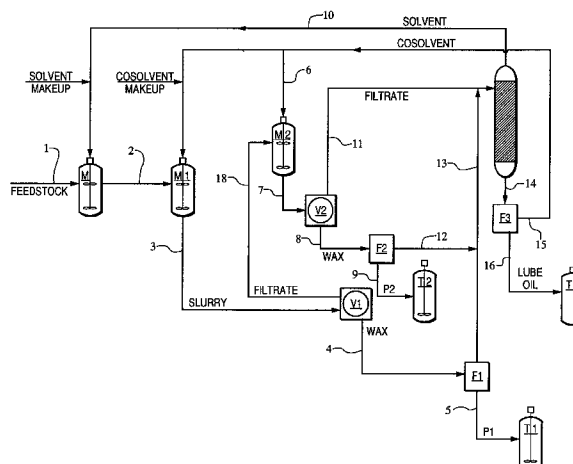 10
SOLVENT
COSOLVENT
SOLVENT
MAKEUP
COSOLVENT
MAKEUP
6
FILTRATE
1
2
M
M1
M2
FEEDSTOCK
11
13
18
7
V2
14
8
12
F3
15
3
WAX
F2
9
16
FILTRATE
P2
T2
LUBE
OIL
SLURRY
V1
T
WAX
4
F1
5
P1
T1